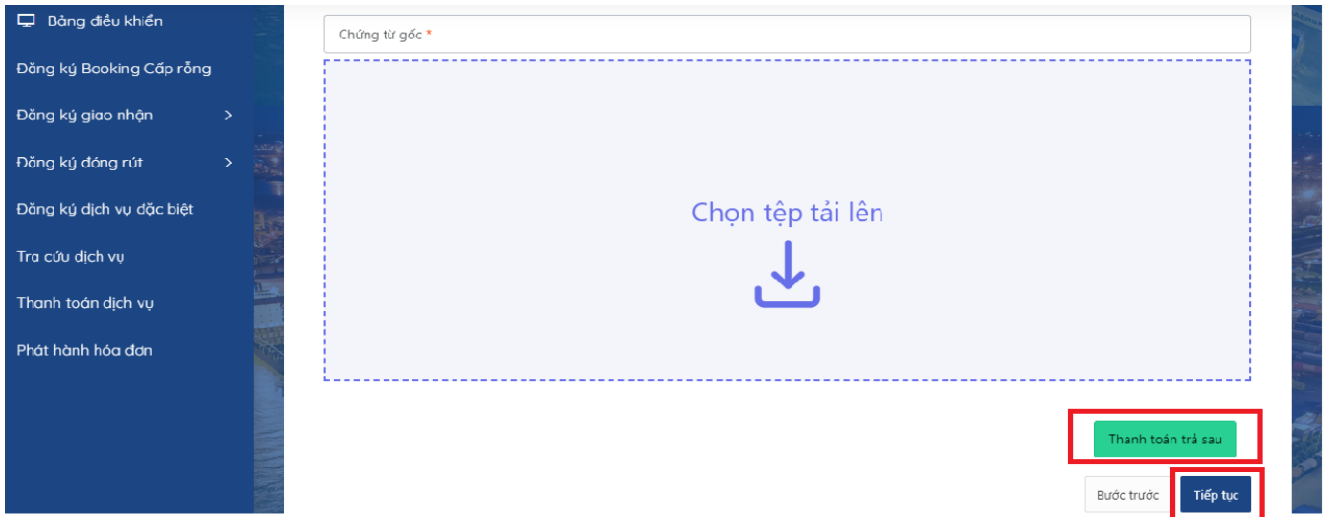 Bảng điều khiển
Đăng ký Booking Cấp rỗng
Đăng ký giao nhận
Đăng ký đóng rút
Đăng ký dịch vụ đặc biệt
Tra cứu dịch vụ
Thanh toán dịch vụ
Phát hành hóa đơn
Chứng từ gốc *
Chọn tệp tải lên
Thanh toán trả sau
Bước trước
Tiếp tục